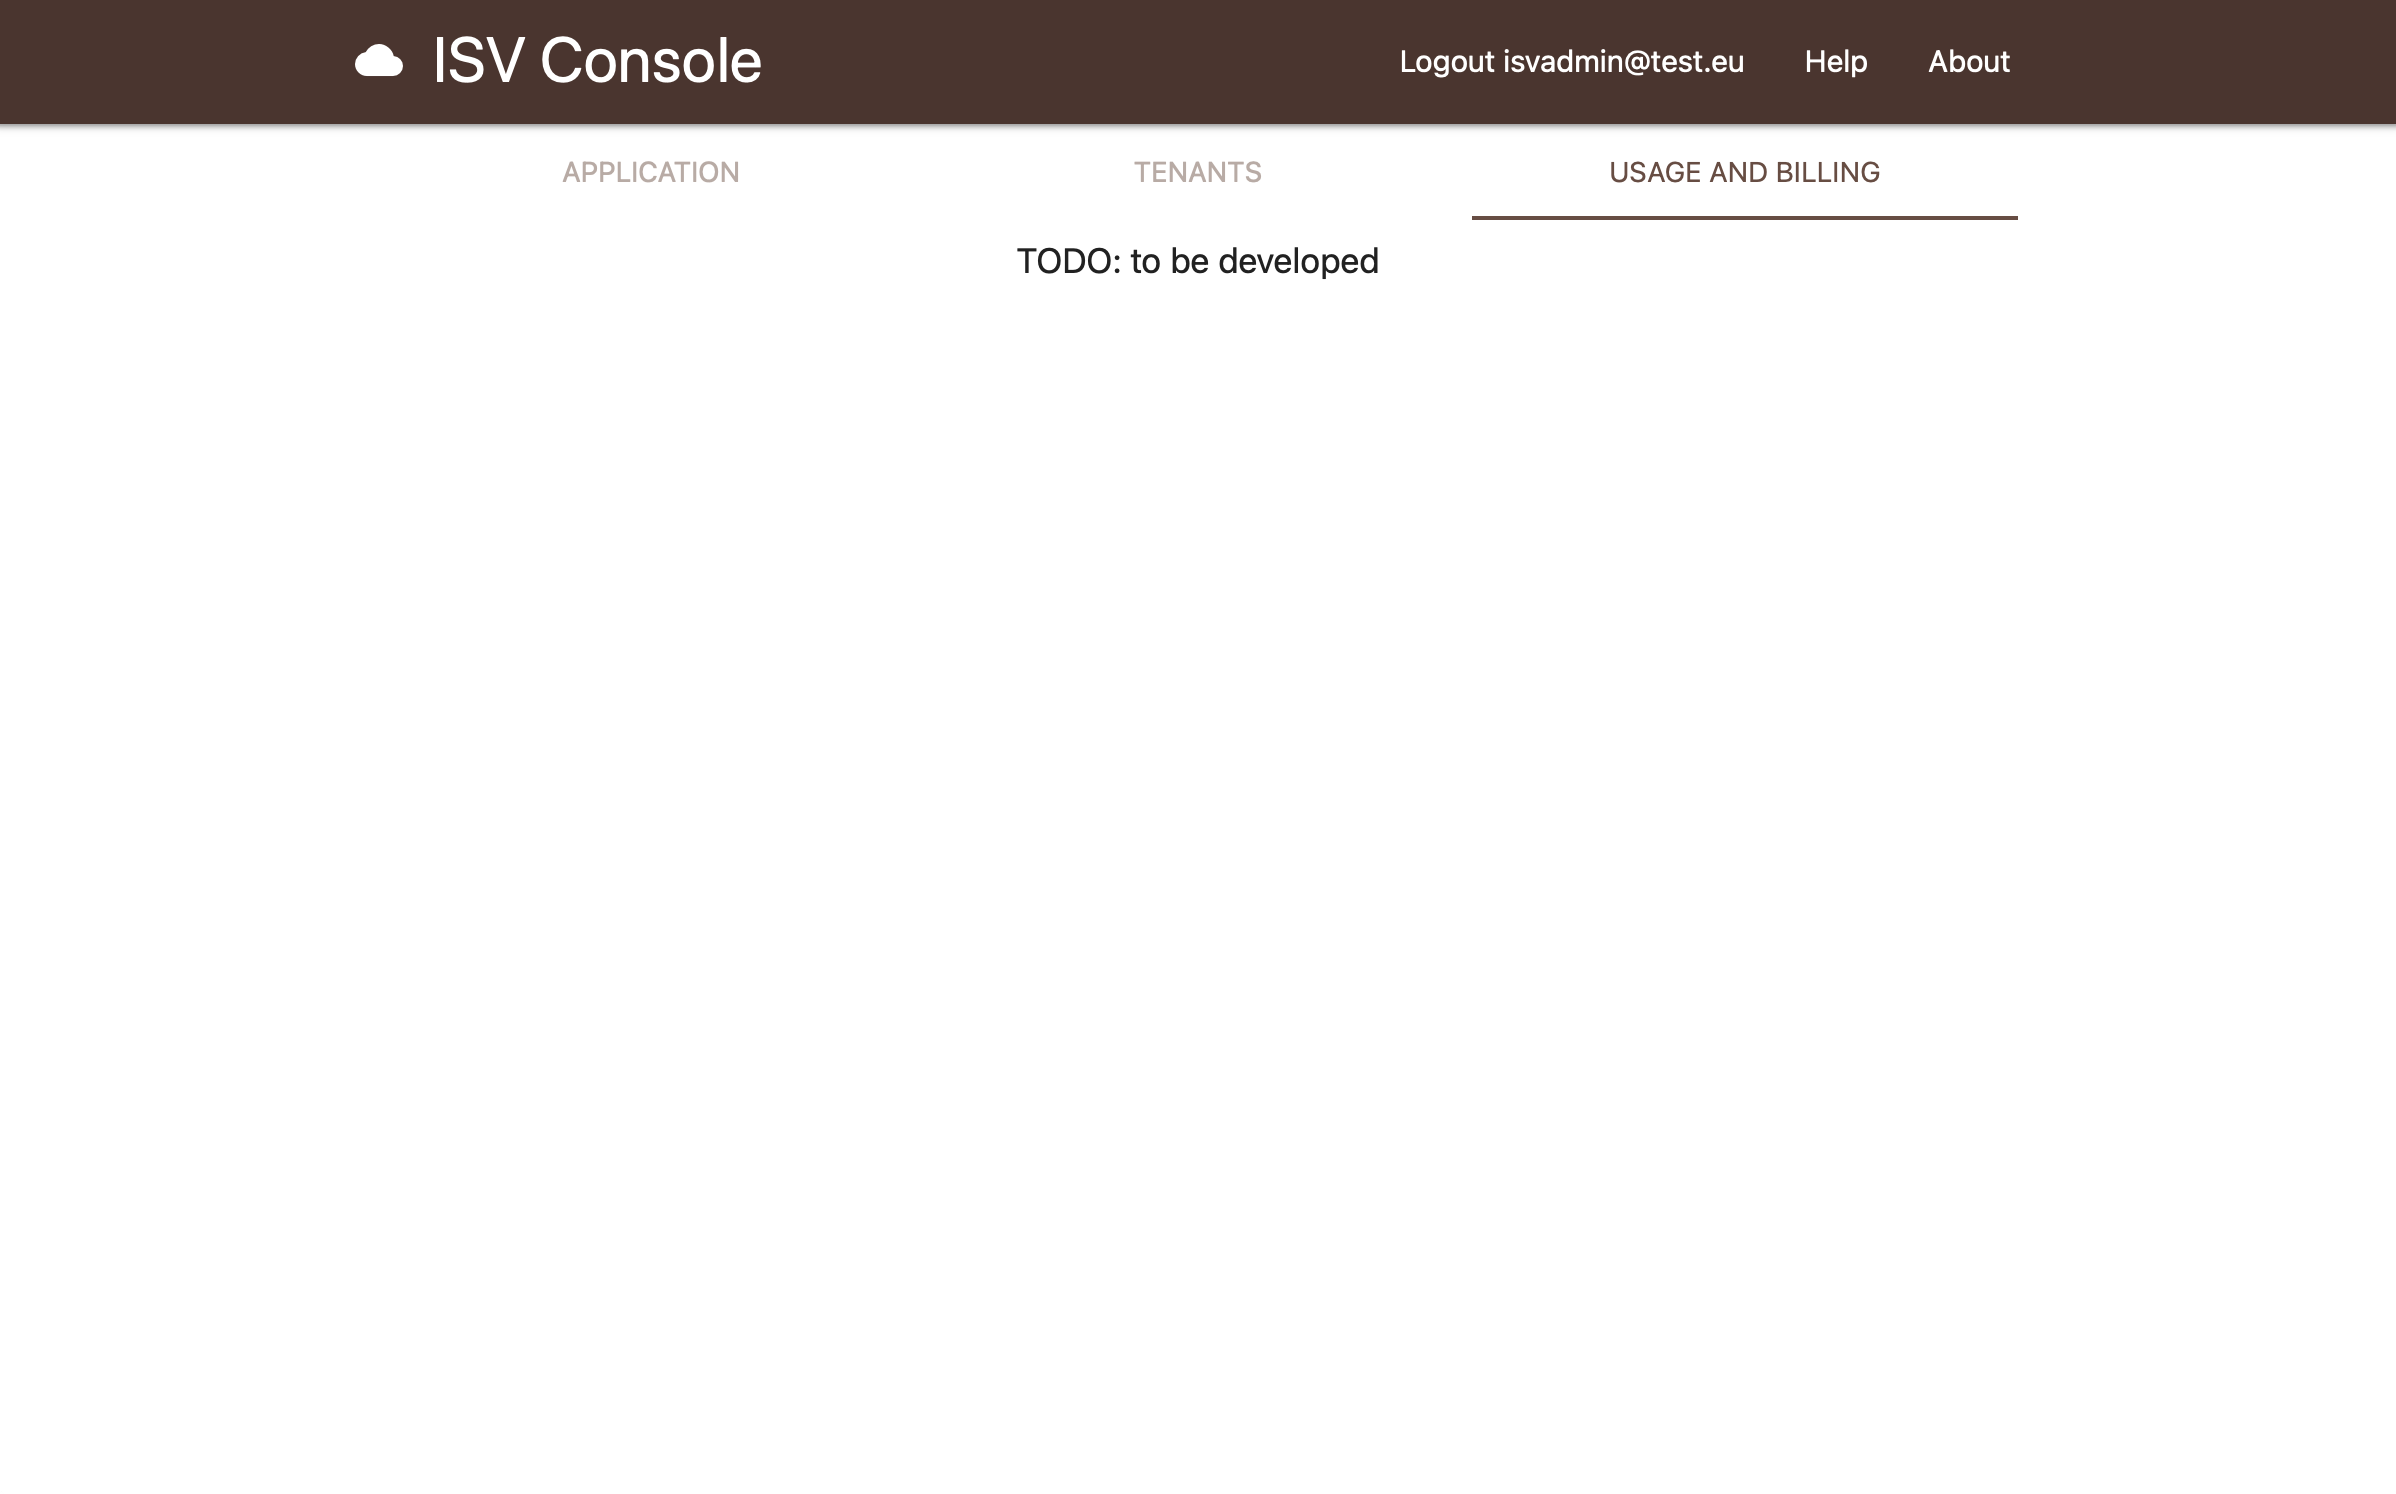 ISV Console
Logout isvadmin@test.eu
Help
About
APPLICATION
TENANTS
USAGE AND BILLING
TODO: to be developed